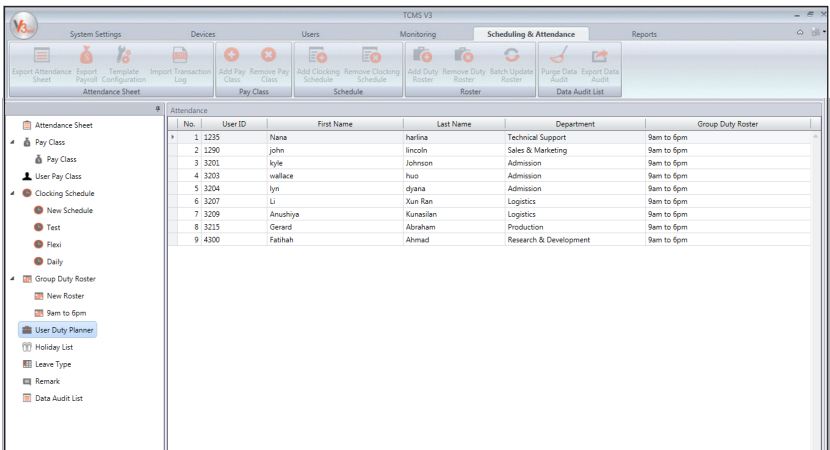 TCMS V3
V3
System Settings Devices Users Monitoring Scheduling & Attendance Reports
Export Attendance Sheet Export Payroll Template Configuration Import Transaction Log Add Pay Class Remove Pay Class Add Clocking Schedule Remove Clocking Schedule Add Duty Roster Remove Duty Roster Batch Update Roster Purge Data Audit Export Data Audit
Attendance Sheet Pay Class Schedule Roster Data Audit List
Attendance Sheet
Pay Class
Pay Class
User Pay Class
Clocking Schedule
New Schedule
Test
Flexi
Daily
Group Duty Roster
New Roster
9am to 6pm
User Duty Planner
Holiday List
Leave Type
Remark
Data Audit List
Attendance
No. User ID First Name Last Name Department Group Duty Roster
1 1235 Nana harlina Technical Support 9am to 6pm
2 1290 john lincoln Sales & Marketing 9am to 6pm
3 3201 kyle Johnson Admission 9am to 6pm
4 3203 wallace huo Admission 9am to 6pm
5 3204 lyn dyana Admission 9am to 6pm
6 3207 Li Xun Ran Logistics 9am to 6pm
7 3209 Anushiya Kunasilan Logistics 9am to 6pm
8 3215 Gerard Abraham Production 9am to 6pm
9 4300 Fatihah Ahmad Research & Development 9am to 6pm